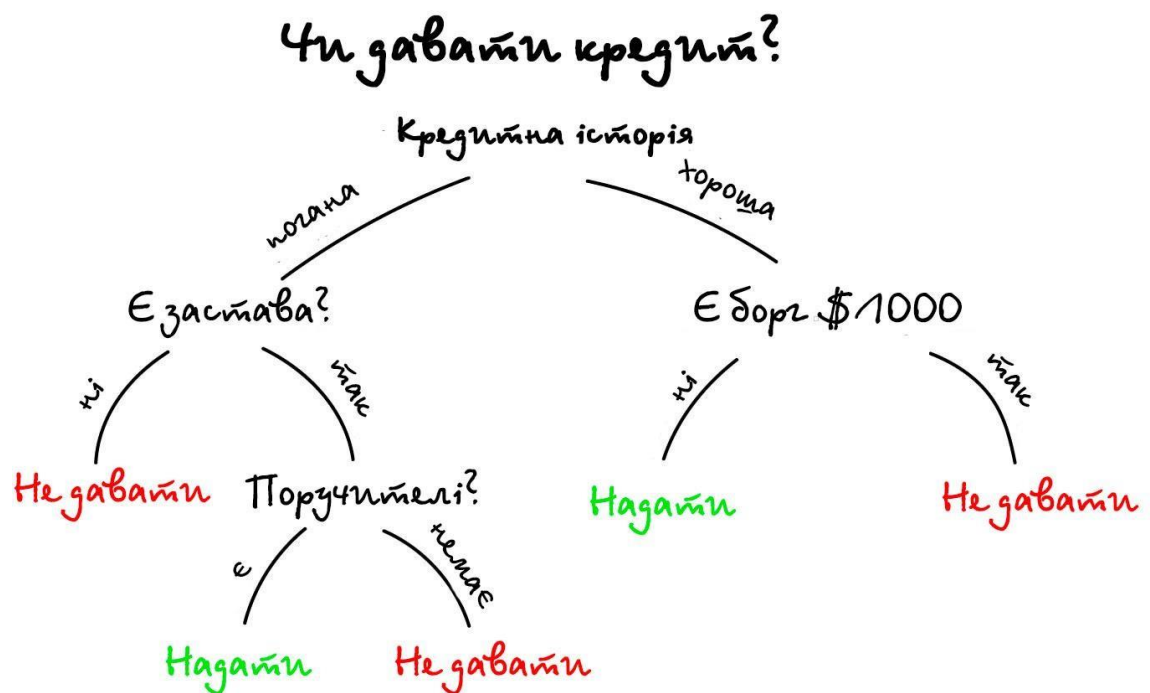 Чи давати кредит?
Кредитна історія
погана
хороша
Є застава?
Є борг $1000
ні
так
ні
так
Не давати
Поручителі?
Надати
Не давати
є
немає
Надати
Не давати